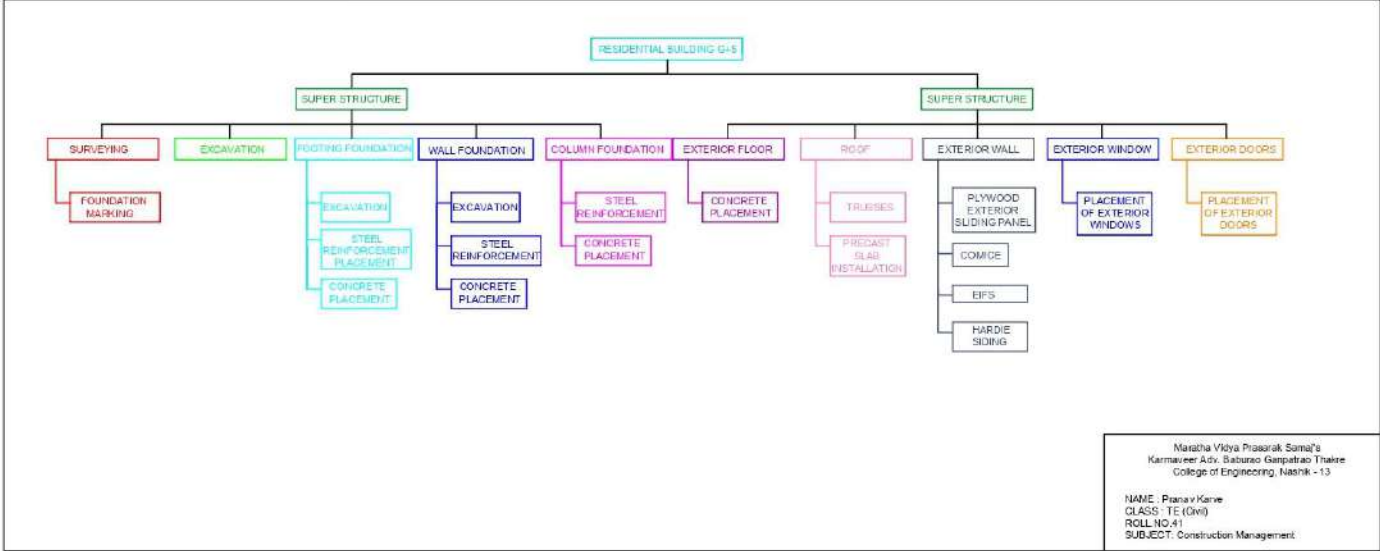 RESIDENTIAL BUILDING G+5
SUPER STRUCTURE
SUPER STRUCTURE
SURVEYING
EXCAVATION
FOOTING FOUNDATION
WALL FOUNDATION
COLUMN FOUNDATION
EXTERIOR FLOOR
ROOF
EXTERIOR WALL
EXTERIOR WINDOW
EXTERIOR DOORS
FOUNDATION
MARKING
EXCAVATION
STEEL
REINFORCEMENT
PLACEMENT
CONCRETE
PLACEMENT
EXCAVATION
STEEL
REINFORCEMENT
CONCRETE
PLACEMENT
STEEL
REINFORCEMENT
CONCRETE
PLACEMENT
CONCRETE
PLACEMENT
TRUSSES
PRECAST
SLAB
INSTALLATION
PLYWOOD
EXTERIOR
SLIDING PANEL
COMICE
EIFS
HARDIE
SIDING
PLACEMENT
OF EXTERIOR
WINDOWS
PLACEMENT
OF EXTERIOR
DOORS
Maratha Vidya Prasarak Samaj's
Karmaveer Adv. Baburao Ganpatrao Thakre
College of Engineering, Nashik - 13
NAME : Pranav Karve
CLASS : TE (Civil)
ROLL NO.41
SUBJECT: Construction Management